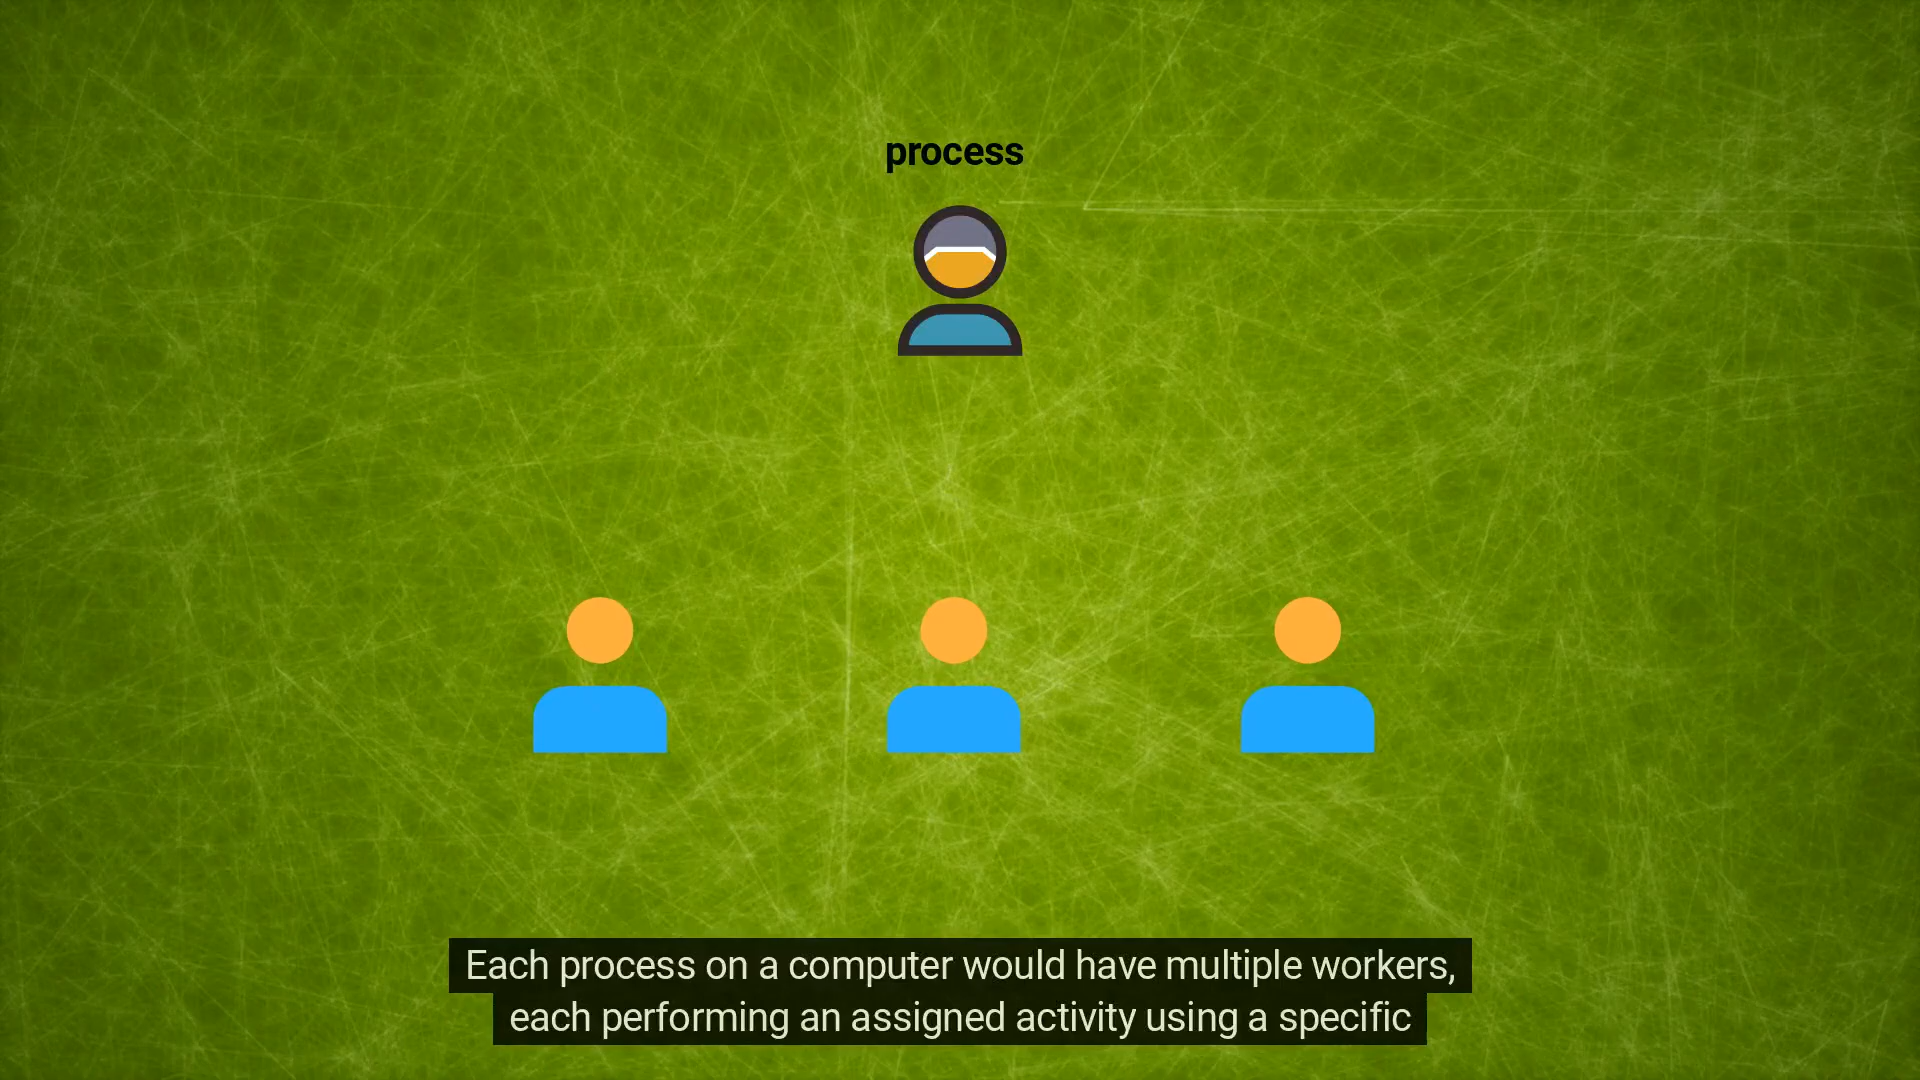 process
Each process on a computer would have multiple workers,
each performing an assigned activity using a specific